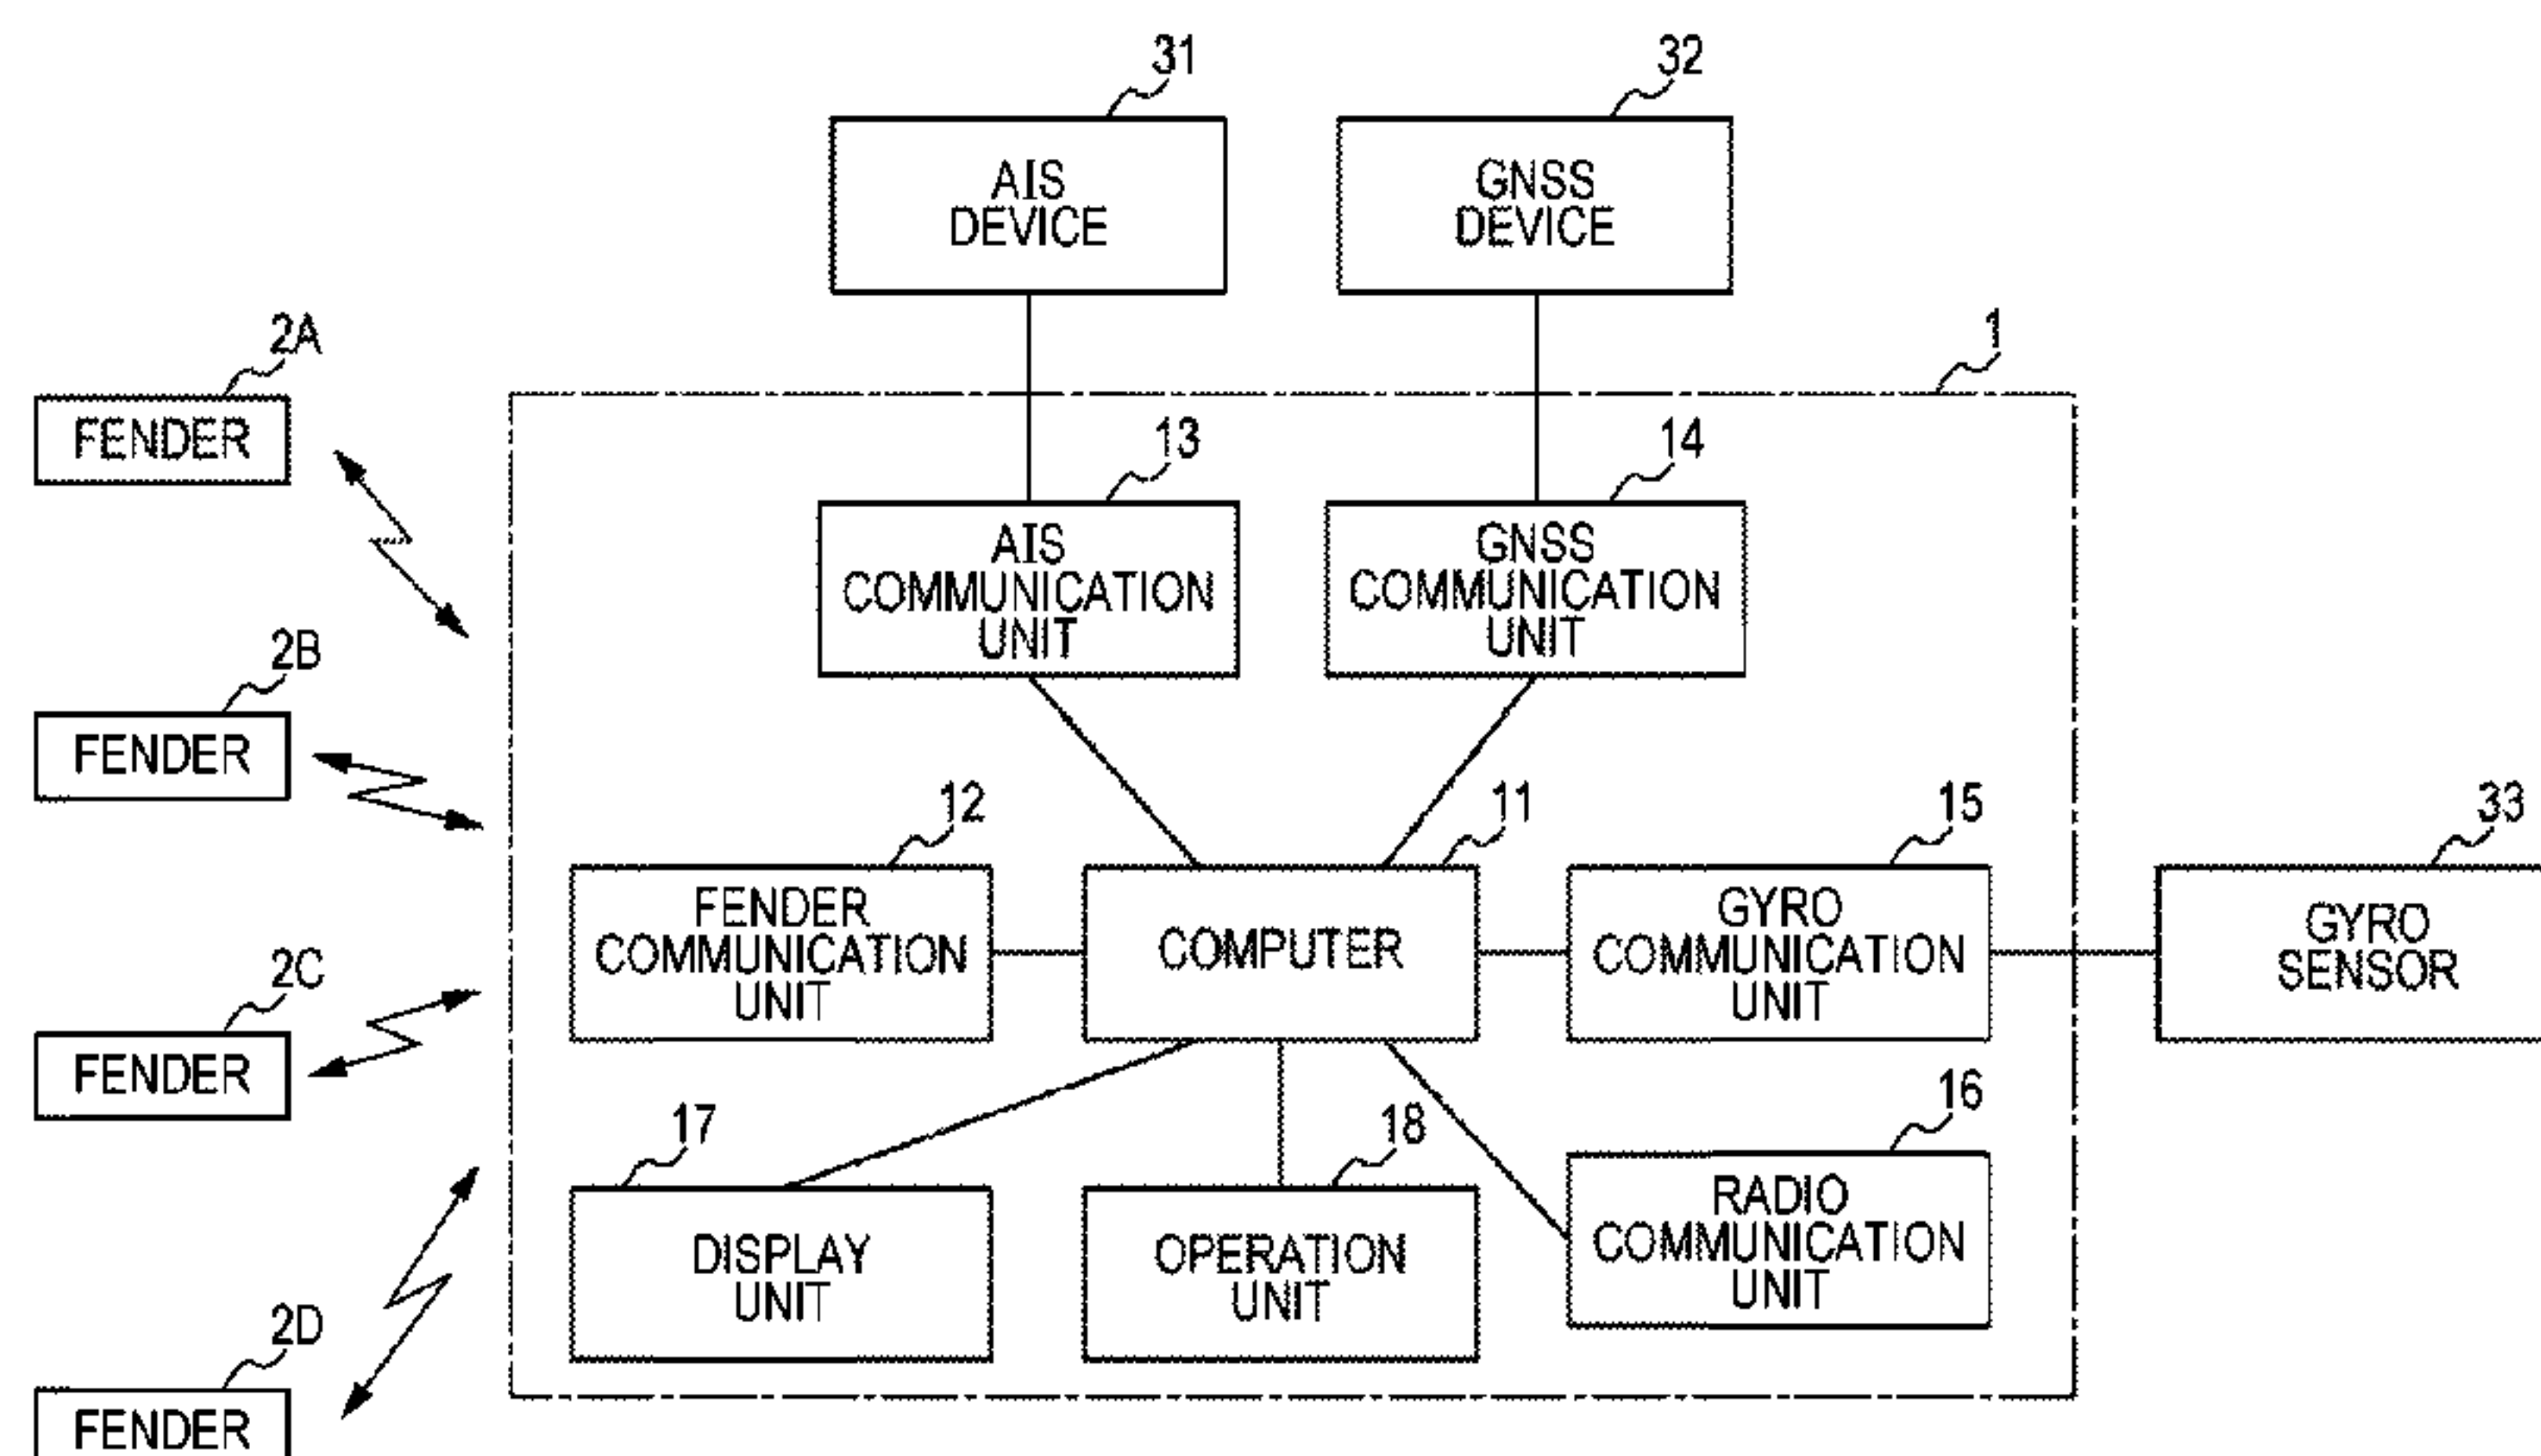 31
32
AIS
DEVICE
GNSS
DEVICE
1
2A
FENDER
13
14
AIS
COMMUNICATION
UNIT
GNSS
COMMUNICATION
UNIT
2B
FENDER
12
11
15
33
FENDER
COMMUNICATION
UNIT
COMPUTER
GYRO
COMMUNICATION
UNIT
GYRO
SENSOR
2C
FENDER
17
18
16
DISPLAY
UNIT
OPERATION
UNIT
RADIO
COMMUNICATION
UNIT
2D
FENDER